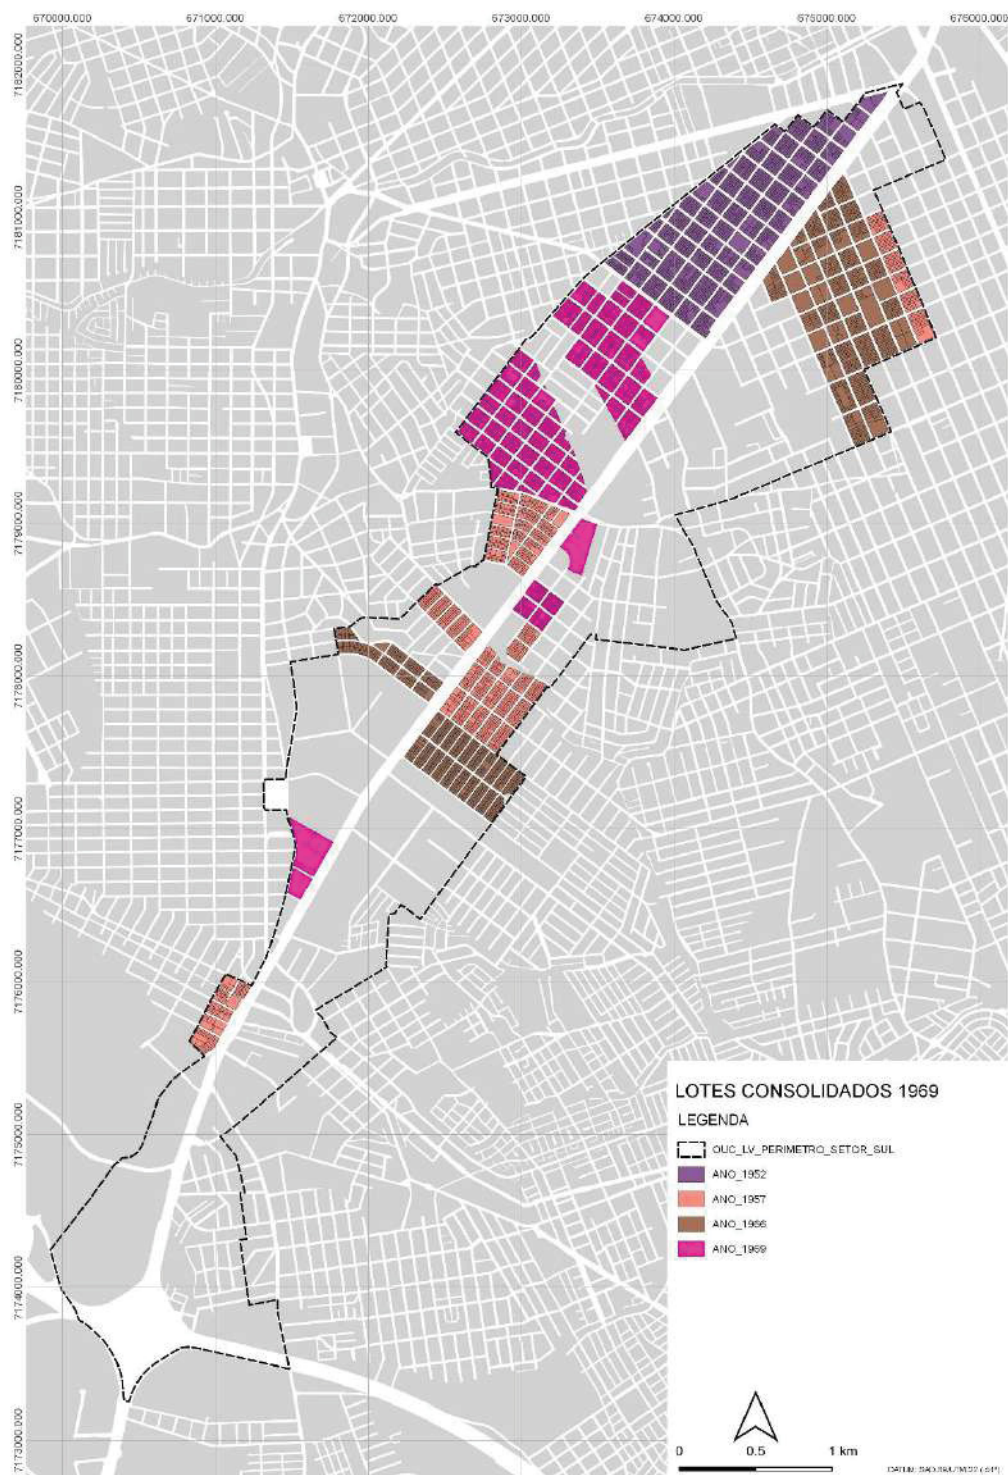 670000.000 671000.000 672000.000 673000.000 674000.000 675000.000 676000.000
7182000.000
7181000.000
7180000.000
7179000.000
7178000.000
7177000.000
7176000.000
7175000.000
7174000.000
7173000.000
LOTES CONSOLIDADOS 1969
LEGENDA
OUC_LV_PERIMETRO_SETOR_SUL
ANO_1952
ANO_1957
ANO_1966
ANO_1969
0 0.5 1 km